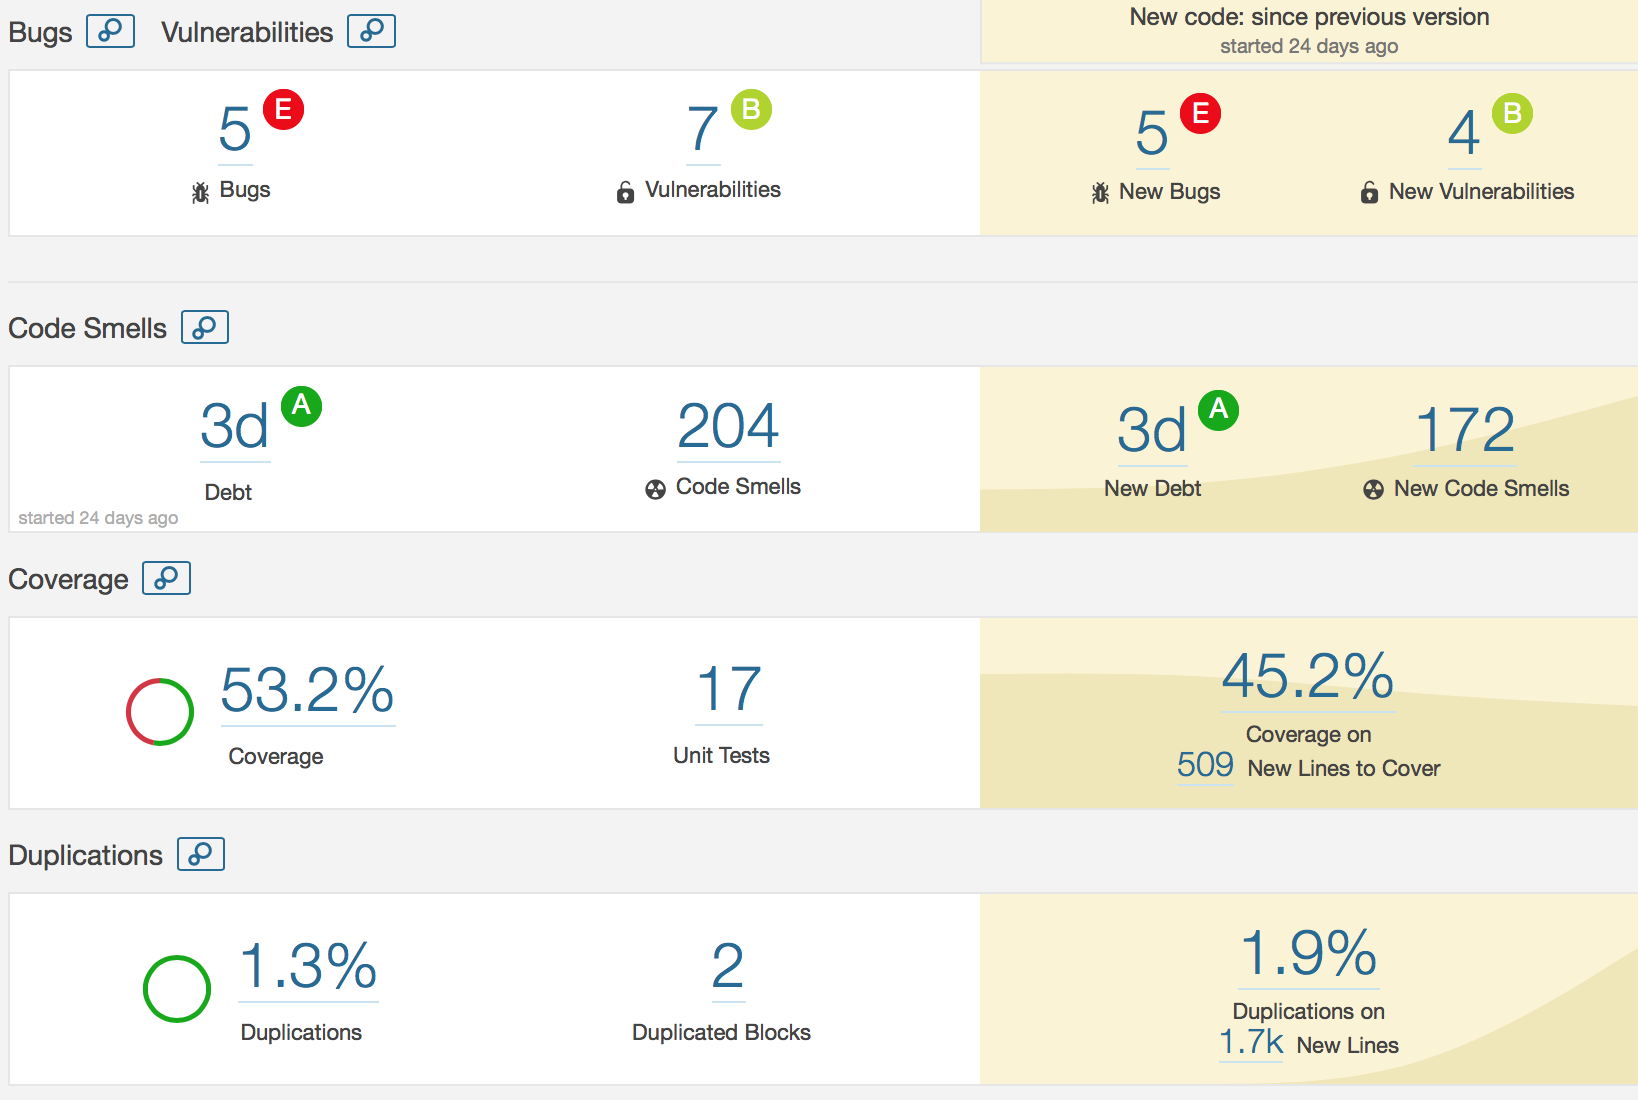 Bugs Vulnerabilities
New code: since previous version
started 24 days ago
5 E
Bugs
7 B
Vulnerabilities
5 E
New Bugs
4 B
New Vulnerabilities
Code Smells
3d A
Debt
started 24 days ago
204
Code Smells
3d A
New Debt
172
New Code Smells
Coverage
53.2%
Coverage
17
Unit Tests
45.2%
Coverage on
509 New Lines to Cover
Duplications
1.3%
Duplications
2
Duplicated Blocks
1.9%
Duplications on
1.7k New Lines